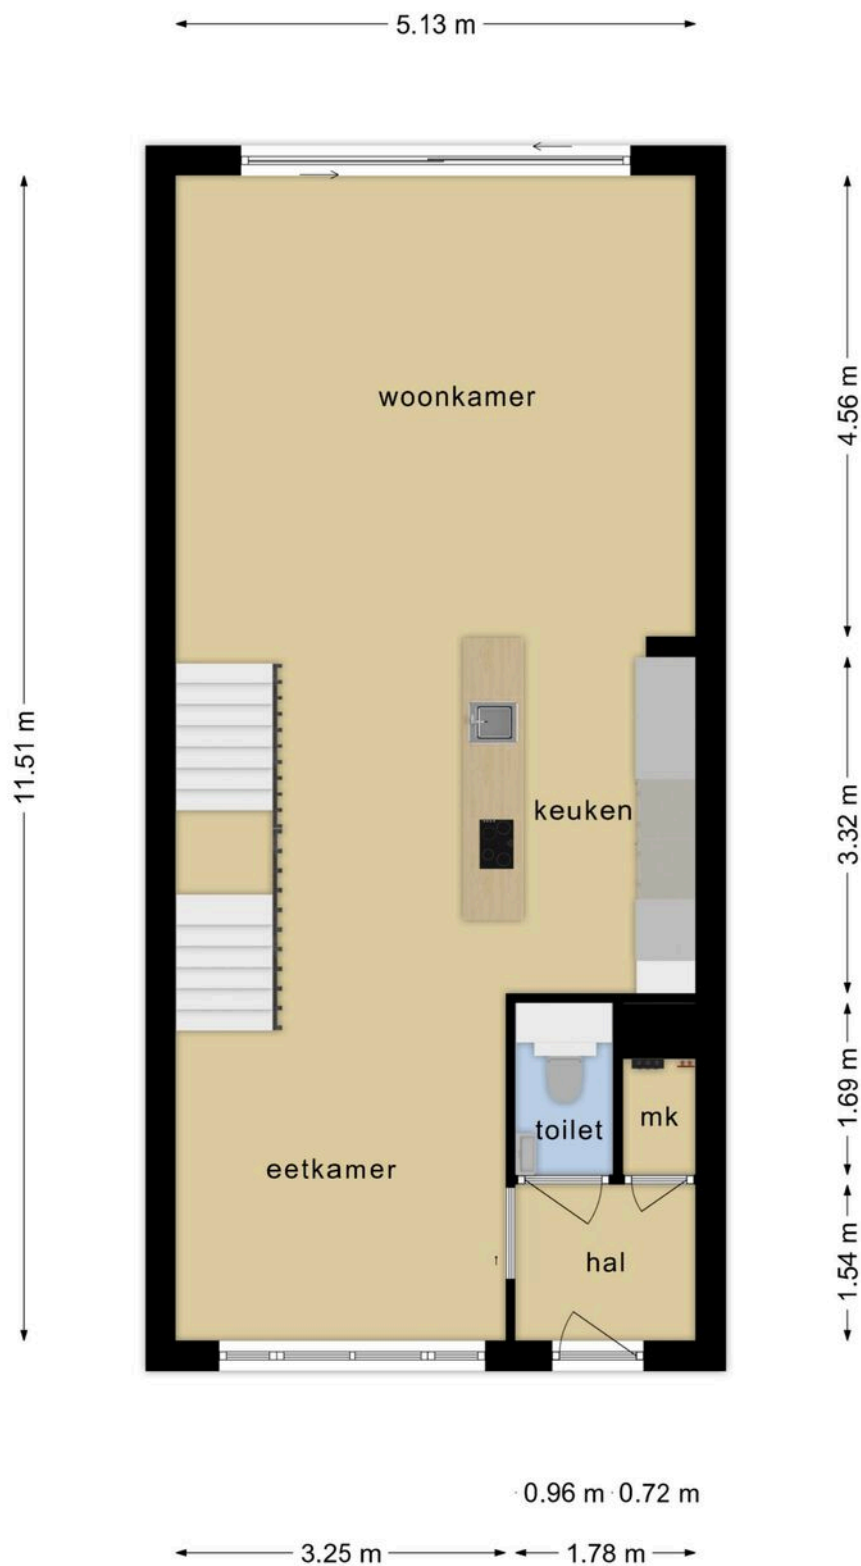 5.13 m
woonkamer
4.56 m
11.51 m
keuken
3.32 m
toilet
mk
1.69 m
eetkamer
hal
1.54 m
0.96 m 0.72 m
3.25 m 1.78 m